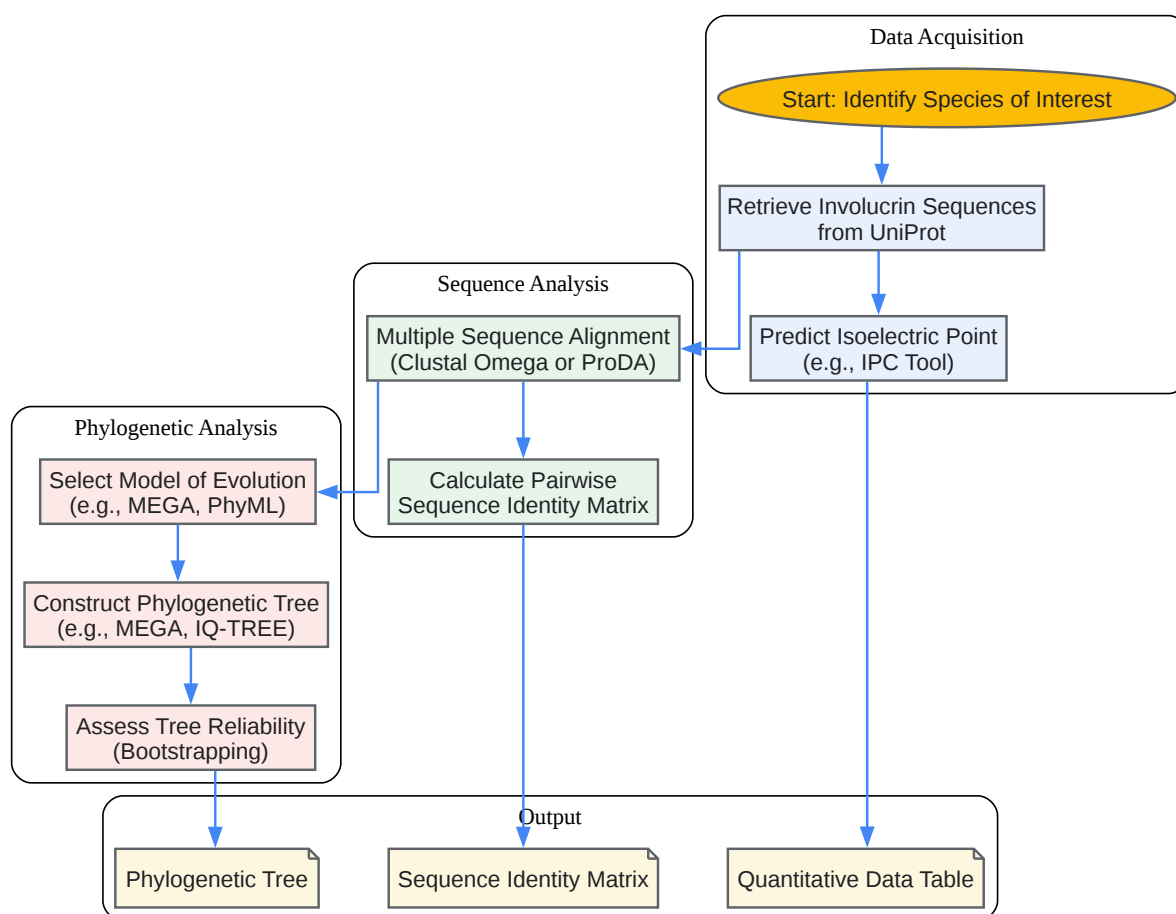 Data Acquisition
Start: Identify Species of Interest
Retrieve Involucrin Sequences
from UniProt
Predict Isoelectric Point
(e.g., IPC Tool)
Sequence Analysis
Multiple Sequence Alignment
(Clustal Omega or ProDA)
Calculate Pairwise
Sequence Identity Matrix
Phylogenetic Analysis
Select Model of Evolution
(e.g., MEGA, PhyML)
Construct Phylogenetic Tree
(e.g., MEGA, IQ-TREE)
Assess Tree Reliability
(Bootstrapping)
Output
Phylogenetic Tree
Sequence Identity Matrix
Quantitative Data Table